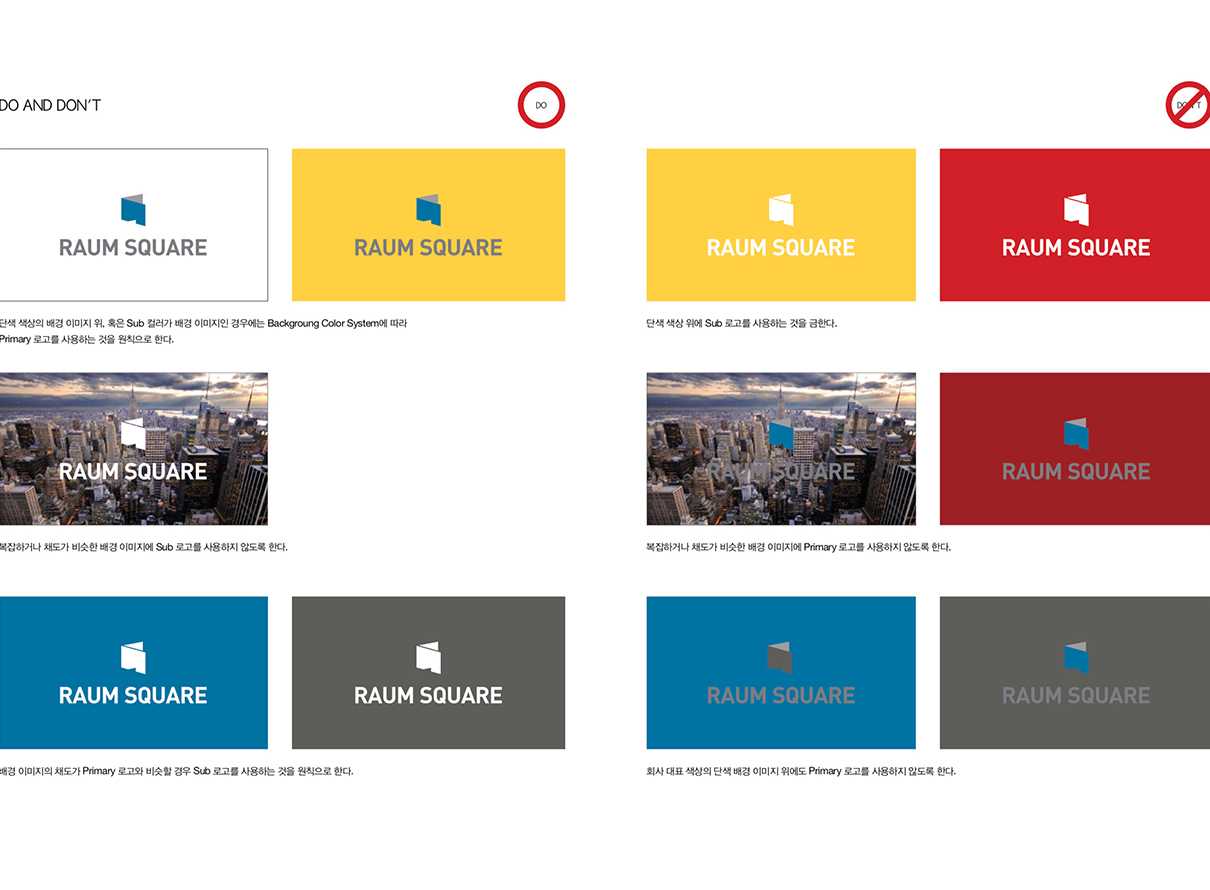 DO AND DON'T
DO
DON'T
RAUM SQUARE
RAUM SQUARE
RAUM SQUARE
RAUM SQUARE
단색 색상의 배경 이미지 위, 혹은 Sub 컬러가 배경 이미지인 경우에는 Backgroung Color System에 따라
Primary 로고를 사용하는 것을 원칙으로 한다.
단색 색상 위에 Sub 로고를 사용하는 것을 금한다.
RAUM SQUARE
RAUM SQUARE
RAUM SQUARE
복잡하거나 채도가 비슷한 배경 이미지에 Sub 로고를 사용하지 않도록 한다.
복잡하거나 채도가 비슷한 배경 이미지에 Primary 로고를 사용하지 않도록 한다.
RAUM SQUARE
RAUM SQUARE
RAUM SQUARE
RAUM SQUARE
배경 이미지의 채도가 Primary 로고와 비슷할 경우 Sub 로고를 사용하는 것을 원칙으로 한다.
회사 대표 색상의 단색 배경 이미지 위에도 Primary 로고를 사용하지 않도록 한다.